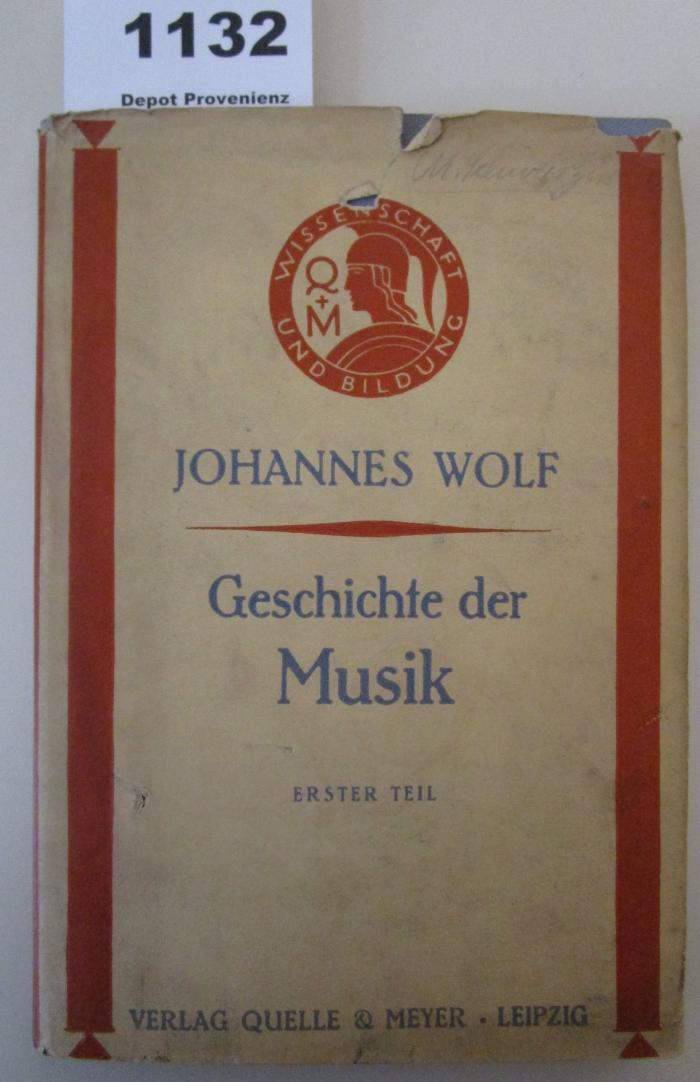 1132
Depot Provenienz
WISSENSCHAFT
Q
+
M
UND BILDUNG
JOHANNES WOLF
Geschichte der
Musik
ERSTER TEIL
VERLAG QUELLE & MEYER . LEIPZIG